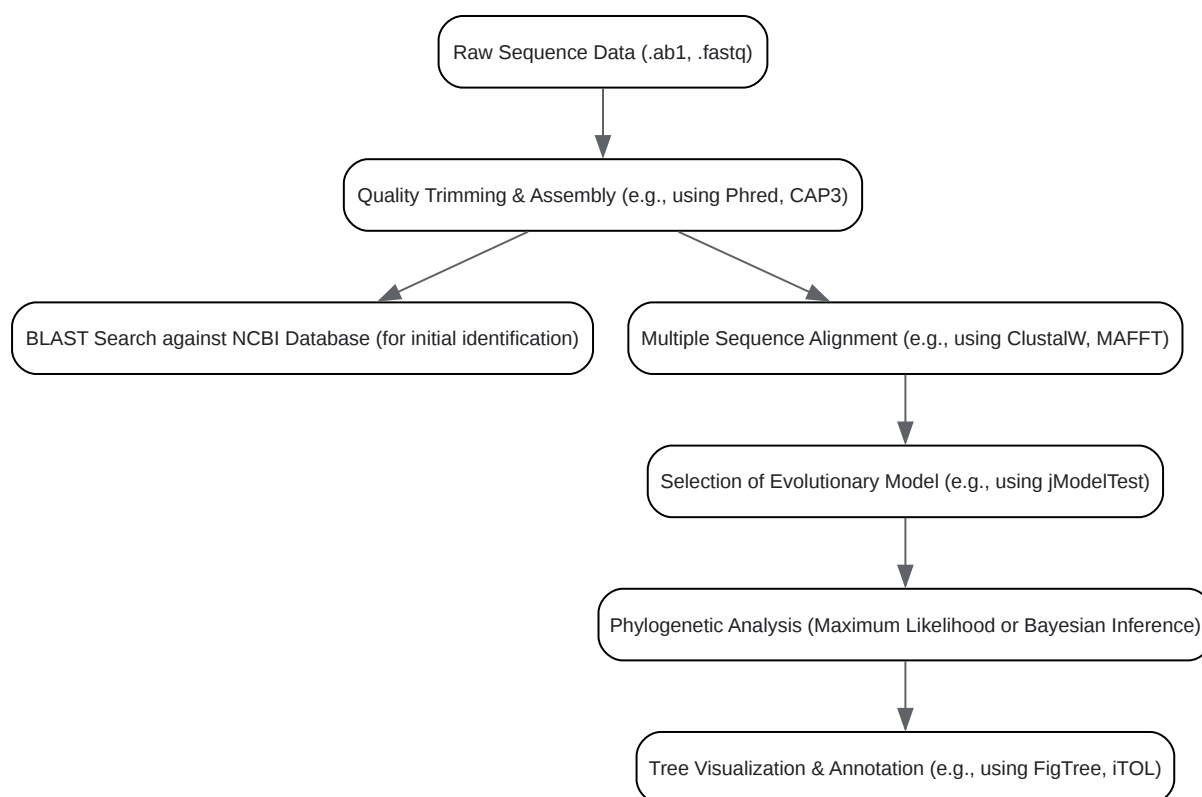 Raw Sequence Data (.ab1, .fastq)
Quality Trimming & Assembly (e.g., using Phred, CAP3)
BLAST Search against NCBI Database (for initial identification)
Multiple Sequence Alignment (e.g., using ClustalW, MAFFT)
Selection of Evolutionary Model (e.g., using jModelTest)
Phylogenetic Analysis (Maximum Likelihood or Bayesian Inference)
Tree Visualization & Annotation (e.g., using FigTree, iTOL)